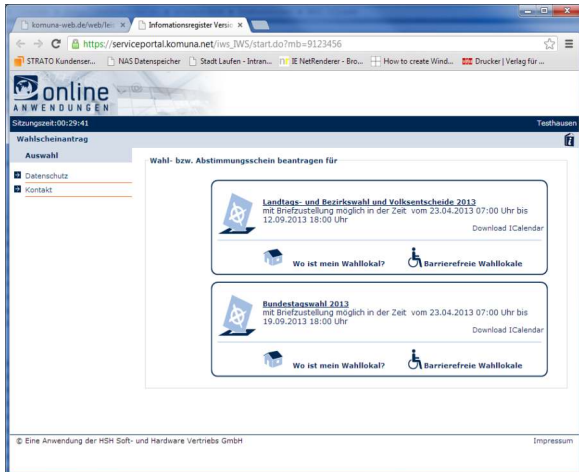 komuna-web.de/web/leis
Infomationsregister Versio
https://serviceportal.komuna.net/iws_IWS/start.do?mb=9123456
STRATO Kundenser... NAS Datenspeicher Stadt Laufen - Intran... IE NetRenderer - Bro... How to create Wind... Drucker | Verlag für ...
online
ANWENDUNGEN
Sitzungszeit:00:29:41 Testhausen
Wahlscheinantrag
Auswahl
Datenschutz
Kontakt
Wahl- bzw. Abstimmungsschein beantragen für
Landtags- und Bezirkswahl und Volksentscheide 2013
mit Briefzustellung möglich in der Zeit vom 23.04.2013 07:00 Uhr bis
12.09.2013 18:00 Uhr
Download ICalendar
Wo ist mein Wahllokal? Barrierefreie Wahllokale
Bundestagswahl 2013
mit Briefzustellung möglich in der Zeit vom 23.04.2013 07:00 Uhr bis
19.09.2013 18:00 Uhr
Download ICalendar
Wo ist mein Wahllokal? Barrierefreie Wahllokale
© Eine Anwendung der HSH Soft- und Hardware Vertriebs GmbH Impressum